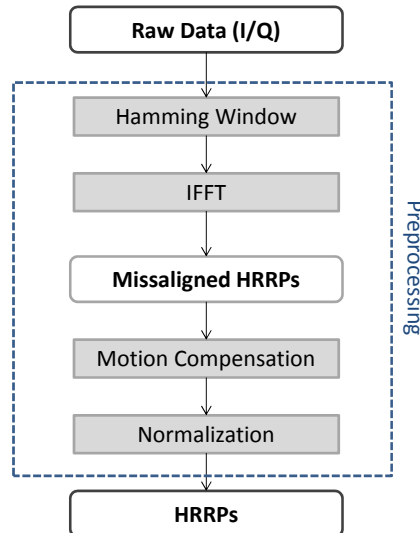 Raw Data (I/Q)
Hamming Window
IFFT
Missaligned HRRPs
Motion Compensation
Normalization
HRRPs
Preprocessing